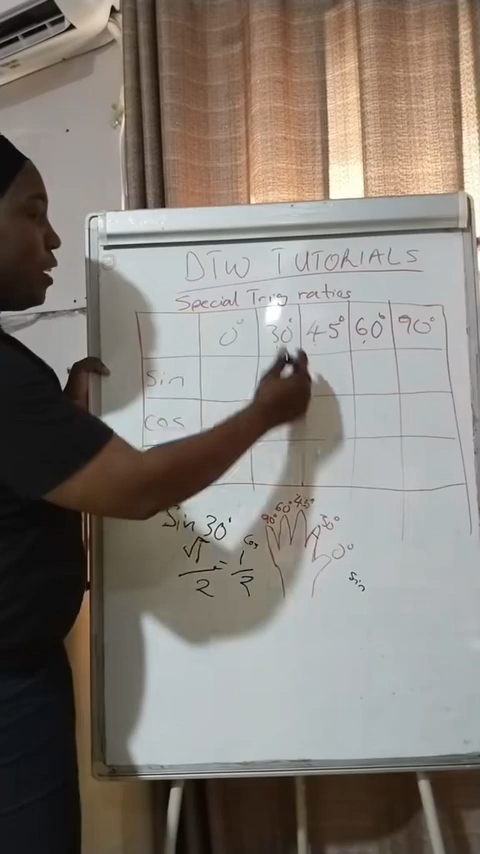 DTW TUTORIALS
Special Trig ratios
0° 30° 45° 60° 90°
Sin
Cos
Sin 30°
√1/2 = 1/2
90° 60° 45° 30° 0°
Cos
Sin